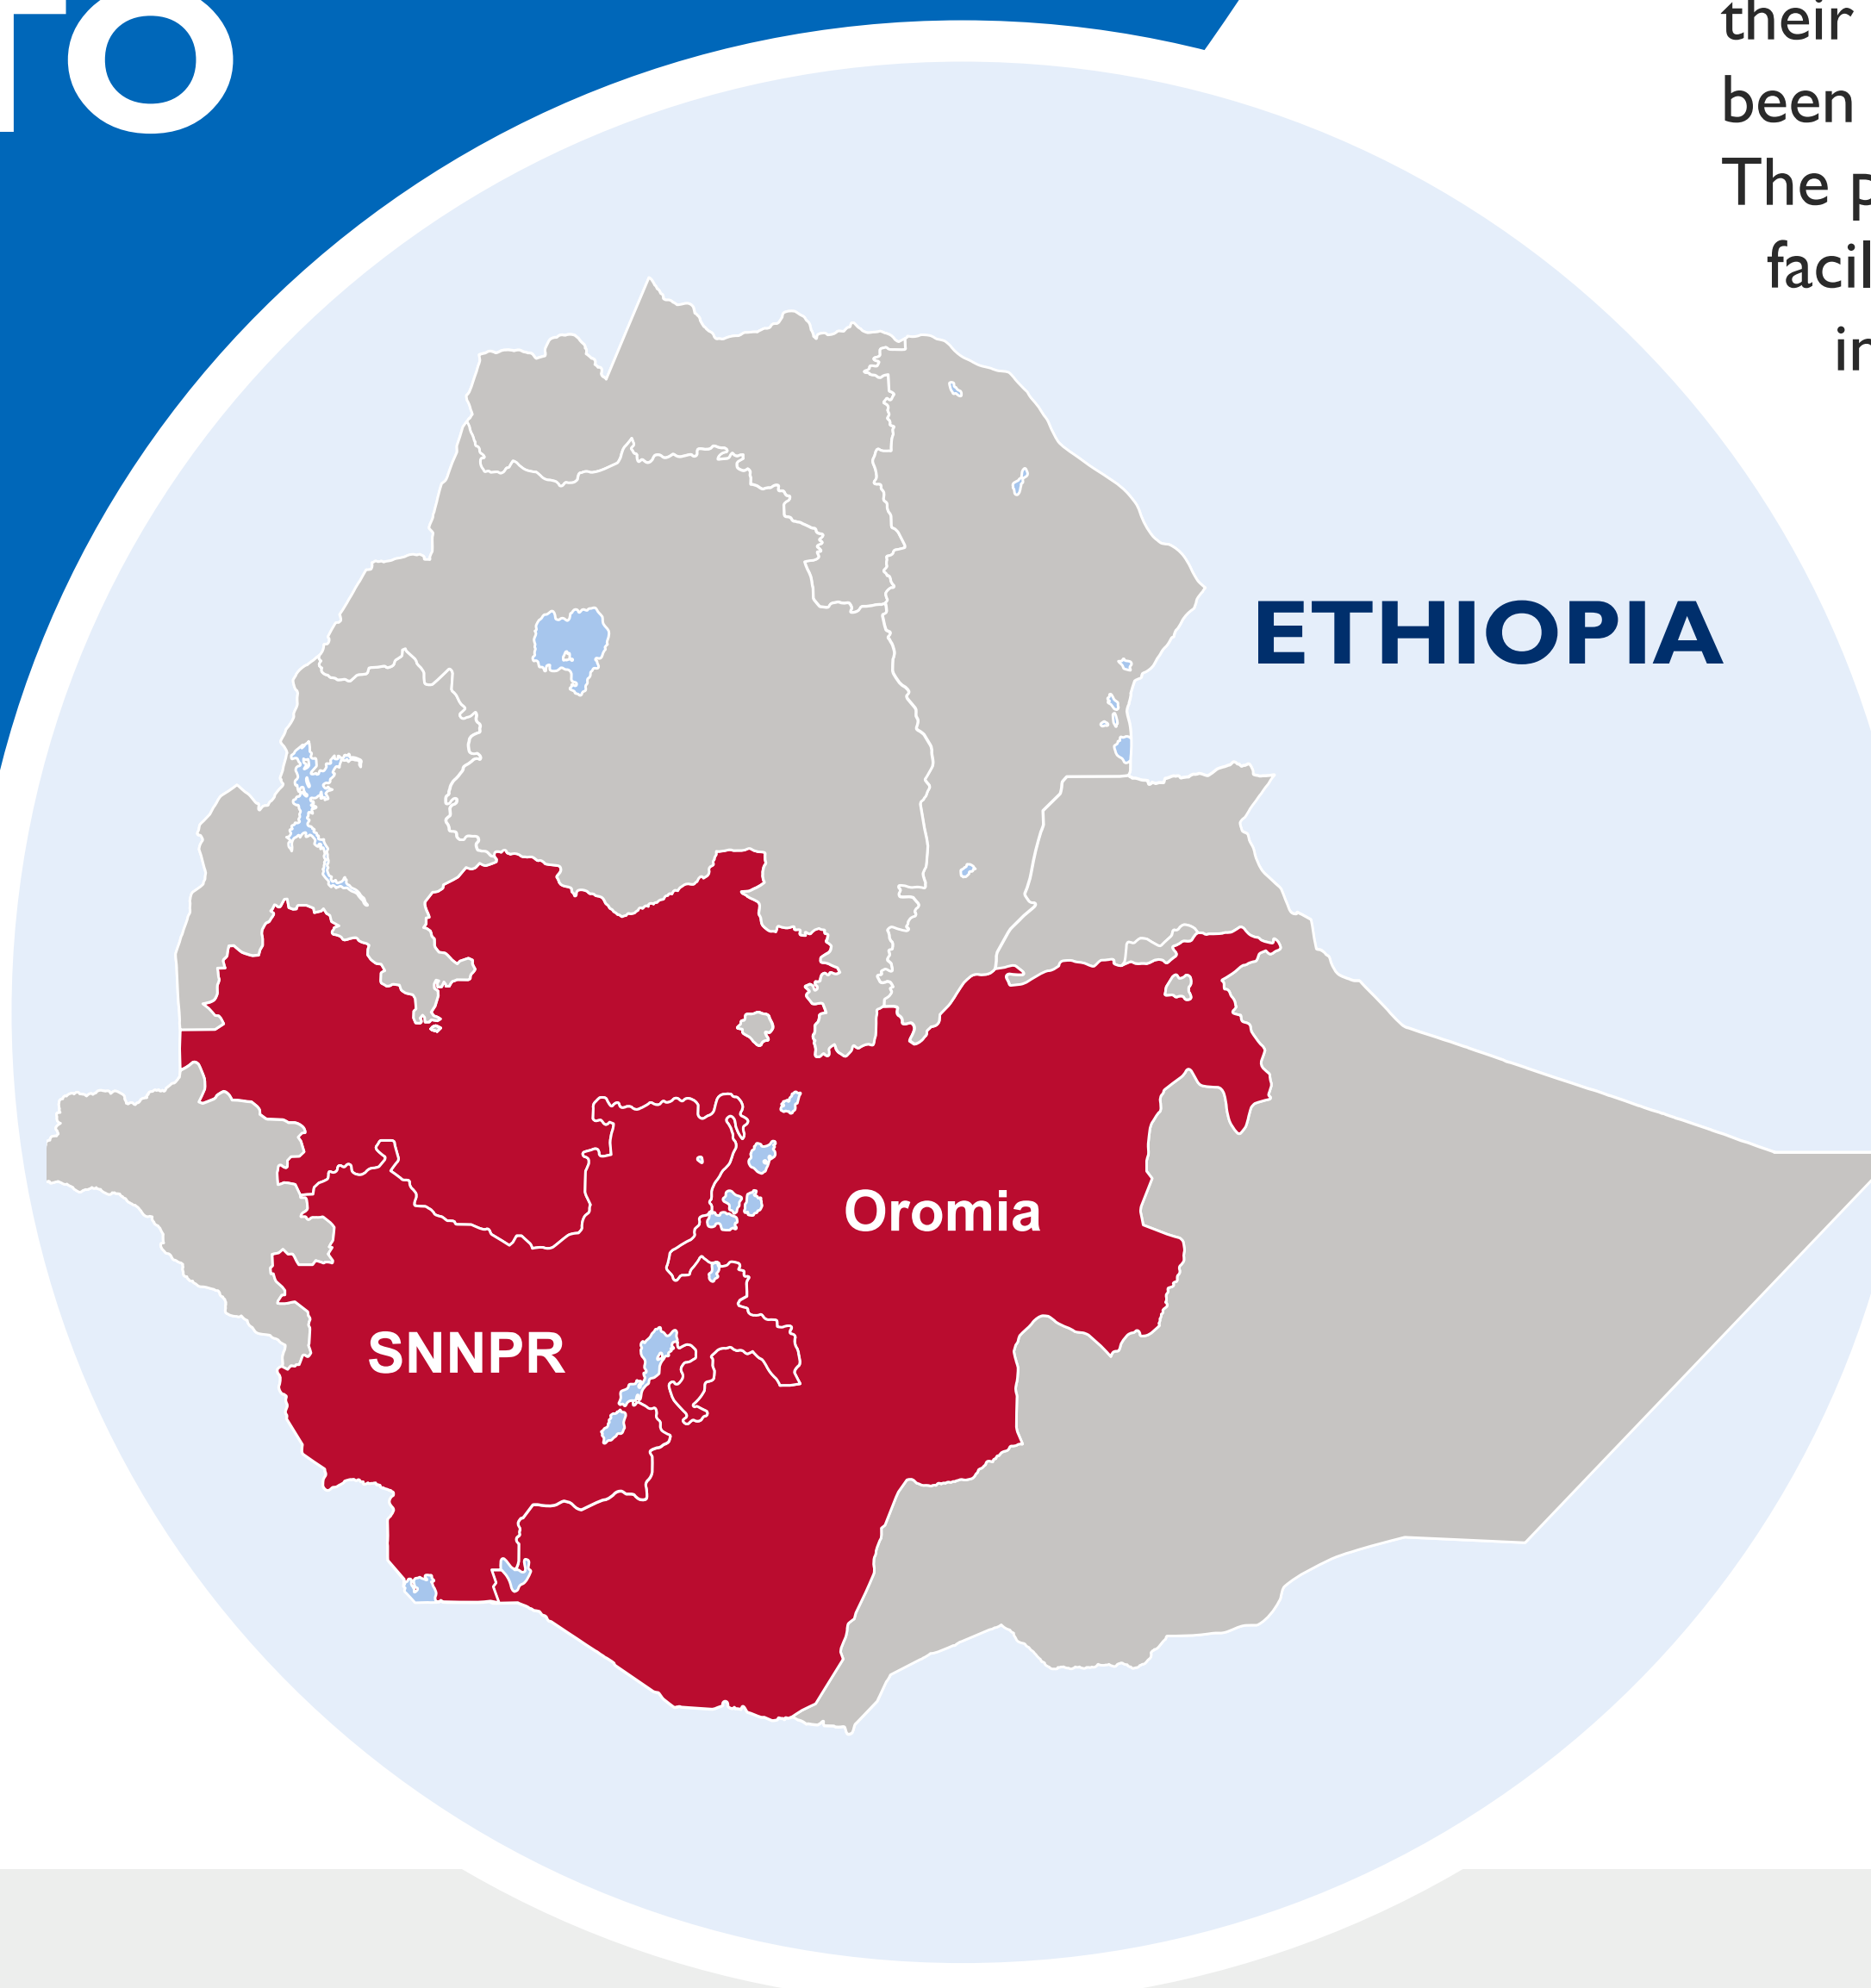 TO
their
been
The p
facil
in
ETHIOPIA
Oromia
SNNPR